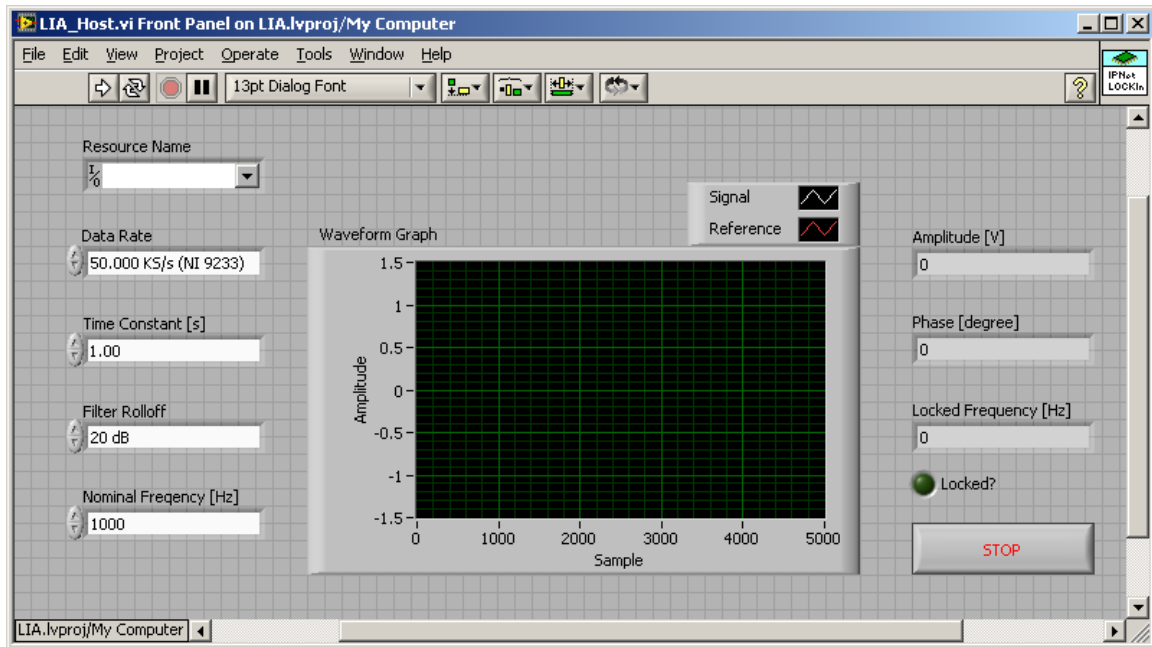 LIA_Host.vi Front Panel on LIA.lvproj/My Computer
File Edit View Project Operate Tools Window Help
13pt Dialog Font
?
IPNet
LOCKIn
Resource Name
I/O
Data Rate
50.000 KS/s (NI 9233)
Time Constant [s]
1.00
Filter Rolloff
20 dB
Nominal Freqency [Hz]
1000
Waveform Graph
Signal
Reference
Amplitude
1.5
1
0.5
0
-0.5
-1
-1.5
0 1000 2000 3000 4000 5000
Sample
Amplitude [V]
0
Phase [degree]
0
Locked Frequency [Hz]
0
Locked?
STOP
LIA.lvproj/My Computer